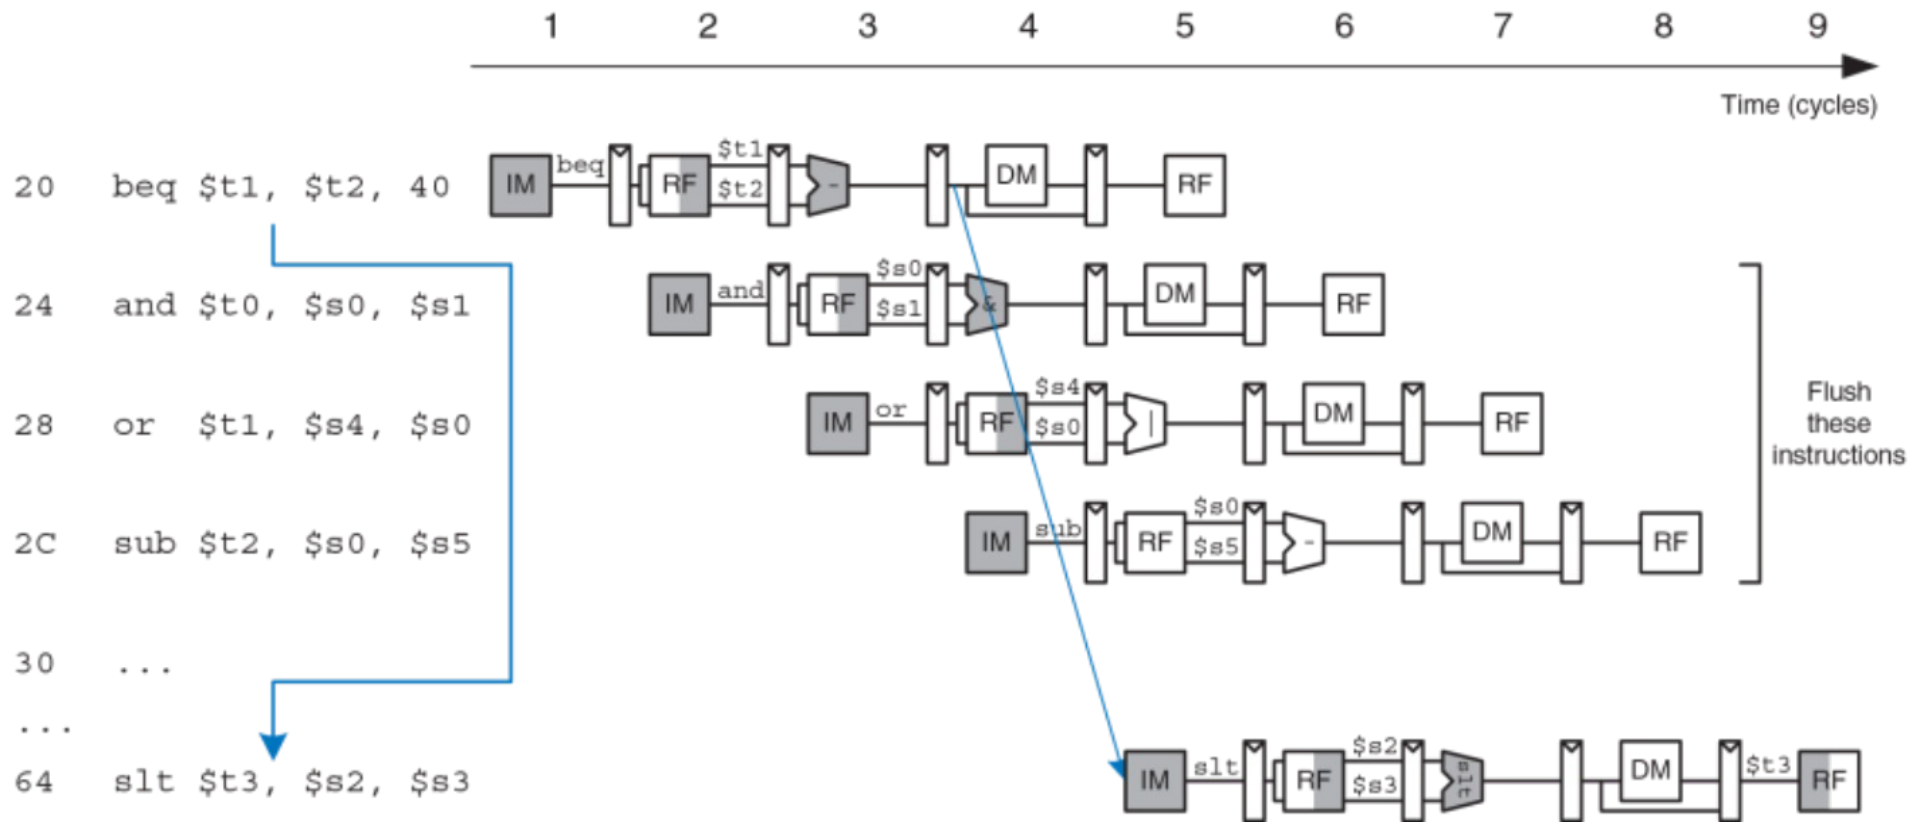 1 2 3 4 5 6 7 8 9
Time (cycles)
20 beq $t1, $t2, 40 IM beq RF $t1 $t2 - DM RF
24 and $t0, $s0, $s1 IM and RF $s0 $s1 & DM RF
28 or $t1, $s4, $s0 IM or RF $s4 $s0 | DM RF
2C sub $t2, $s0, $s5 IM sub RF $s0 $s5 - DM RF
Flush
these
instructions
30 ...
...
64 slt $t3, $s2, $s3 IM slt RF $s2 $s3 slt DM $t3 RF